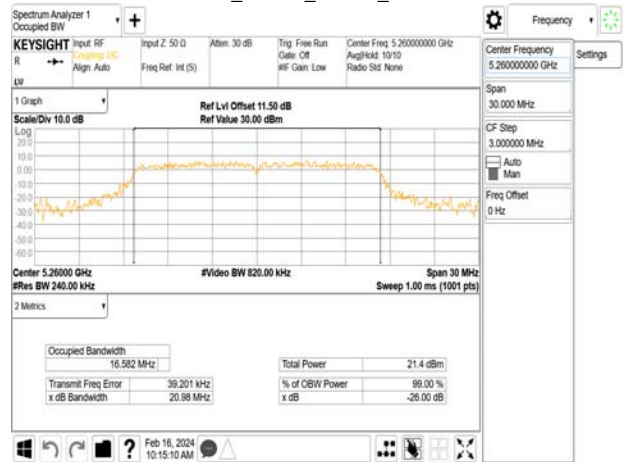 Spectrum Analyzer 1
Occupied BW
Frequency
KEYSIGHT
R
Input: RF
Coupling: DC
Align: Auto
Input Z: 50 Ω
Freq Ref: Int (S)
Atten: 30 dB
Trig: Free Run
Gate: Off
#IF Gain: Low
Center Freq: 5.260000000 GHz
Avg|Hold: 10/10
Radio Std: None
Center Frequency
5.260000000 GHz
Settings
Span
30.000 MHz
CF Step
3.000000 MHz
Auto
Man
Freq Offset
0 Hz
1 Graph
Scale/Div 10.0 dB
Ref Lvl Offset 11.50 dB
Ref Value 30.00 dBm
Log
20.0
10.0
0.00
-10.0
-20.0
-30.0
-40.0
-50.0
-60.0
Center 5.26000 GHz
#Res BW 240.00 kHz
#Video BW 820.00 kHz
Span 30 MHz
Sweep 1.00 ms (1001 pts)
2 Metrics
Occupied Bandwidth
16.582 MHz
Total Power 21.4 dBm
Transmit Freq Error 39.201 kHz
% of OBW Power 99.00 %
x dB Bandwidth 20.98 MHz
x dB -26.00 dB
Feb 16, 2024
10:15:10 AM